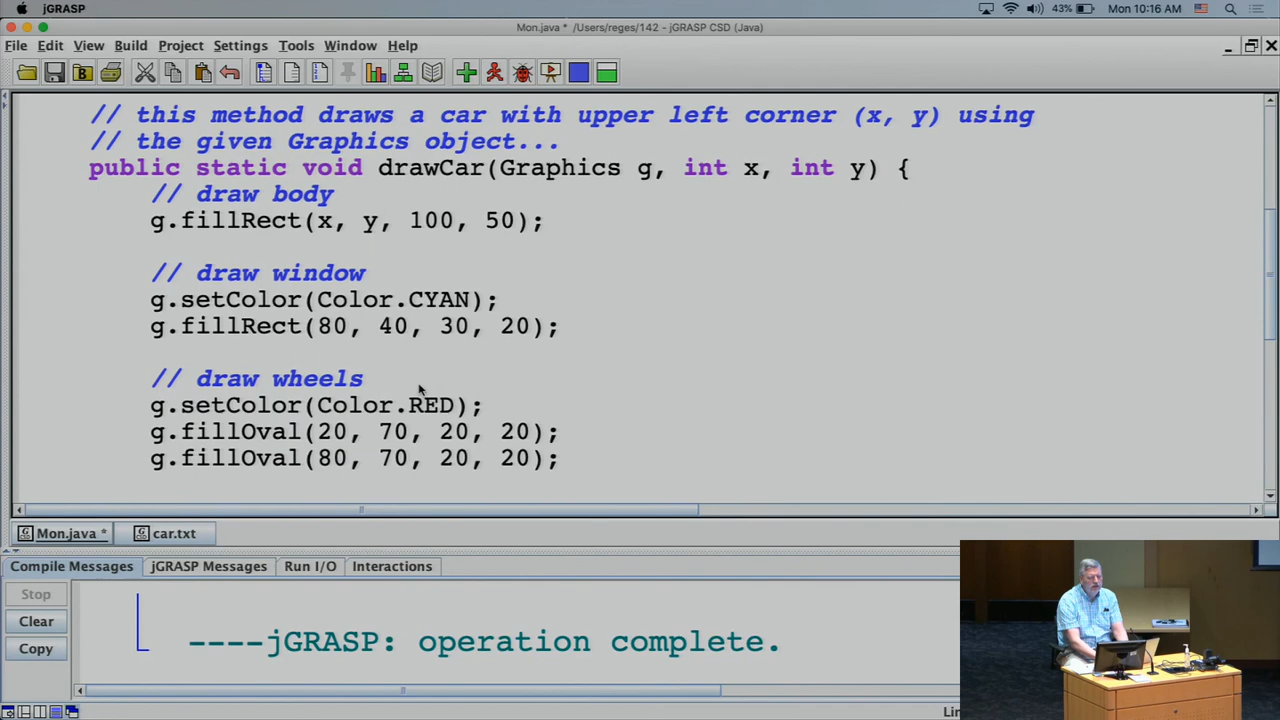 jGRASP
43%
Mon 10:16 AM
Mon.java * /Users/reges/142 - jGRASP CSD (Java)
File Edit View Build Project Settings Tools Window Help
// this method draws a car with upper left corner (x, y) using
// the given Graphics object...
public static void drawCar(Graphics g, int x, int y) {
// draw body
g.fillRect(x, y, 100, 50);
// draw window
g.setColor(Color.CYAN);
g.fillRect(80, 40, 30, 20);
// draw wheels
g.setColor(Color.RED);
g.fillOval(20, 70, 20, 20);
g.fillOval(80, 70, 20, 20);
Mon.java * car.txt
Compile Messages jGRASP Messages Run I/O Interactions
Stop
Clear
Copy
----jGRASP: operation complete.